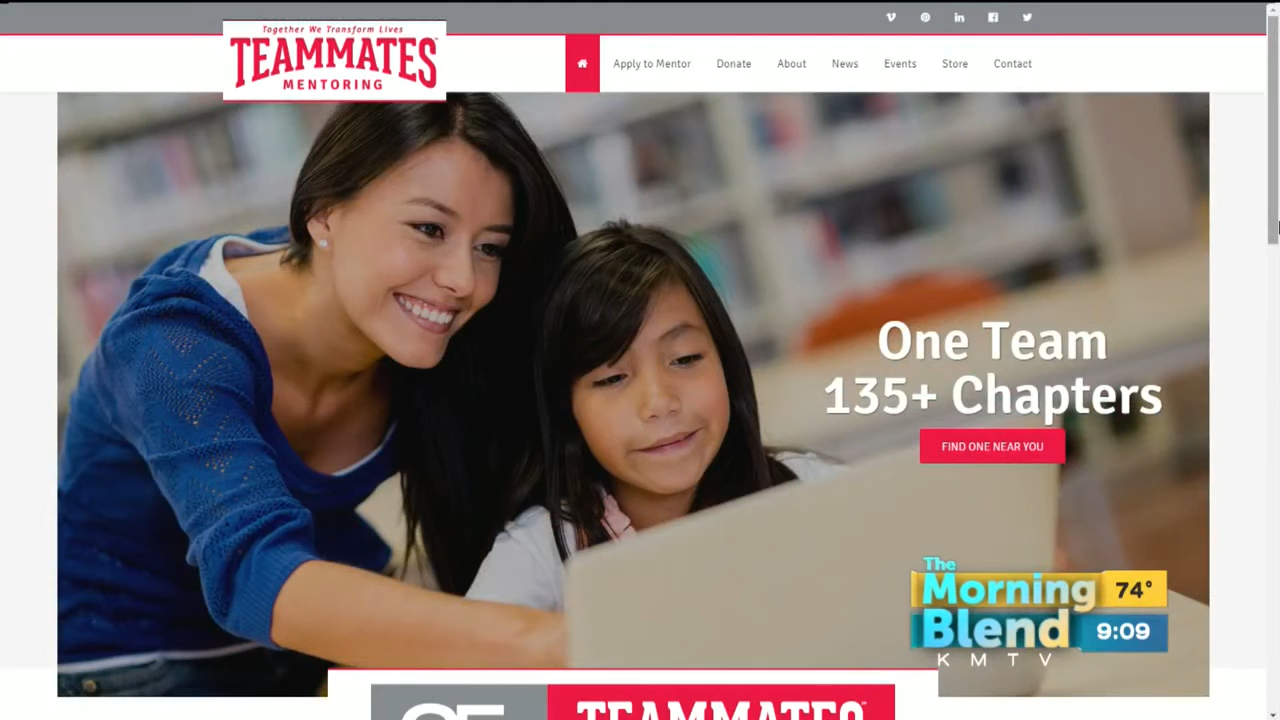 Together We Transform Lives
TEAMMATES
MENTORING
Apply to Mentor Donate About News Events Store Contact
One Team
135+ Chapters
FIND ONE NEAR YOU
The
Morning
Blend
KMTV
74°
9:09
TEAMMATES